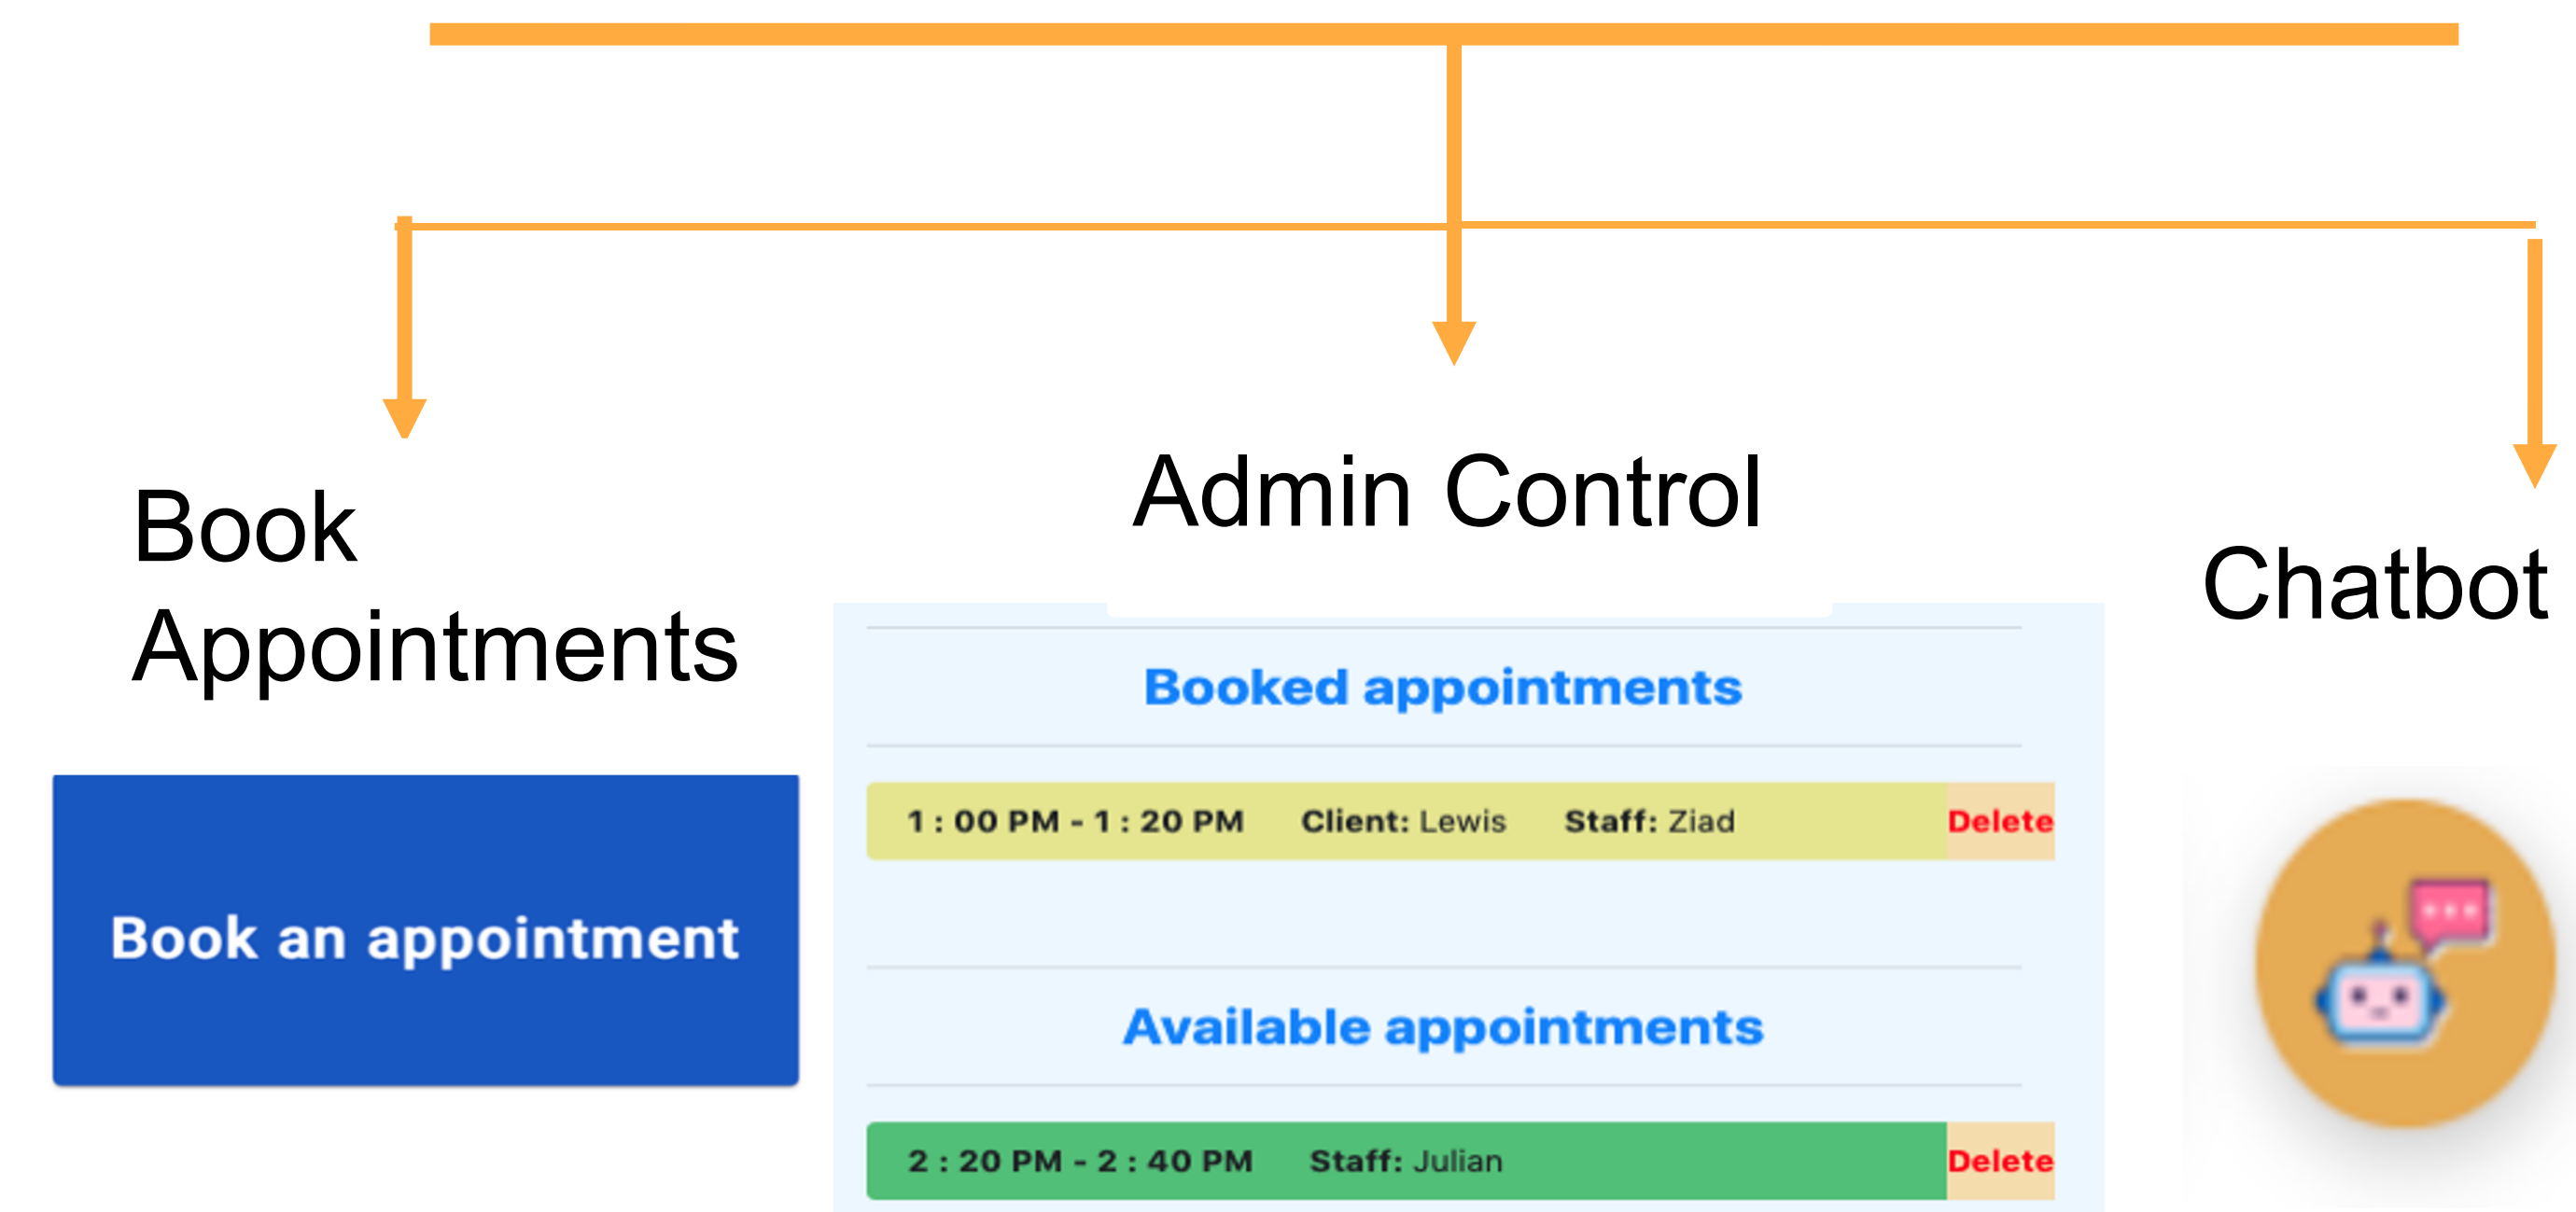 Book
Appointments
Book an appointment
Admin Control
Booked appointments
1 : 00 PM - 1 : 20 PM Client: Lewis Staff: Ziad Delete
Available appointments
2 : 20 PM - 2 : 40 PM Staff: Julian Delete
Chatbot